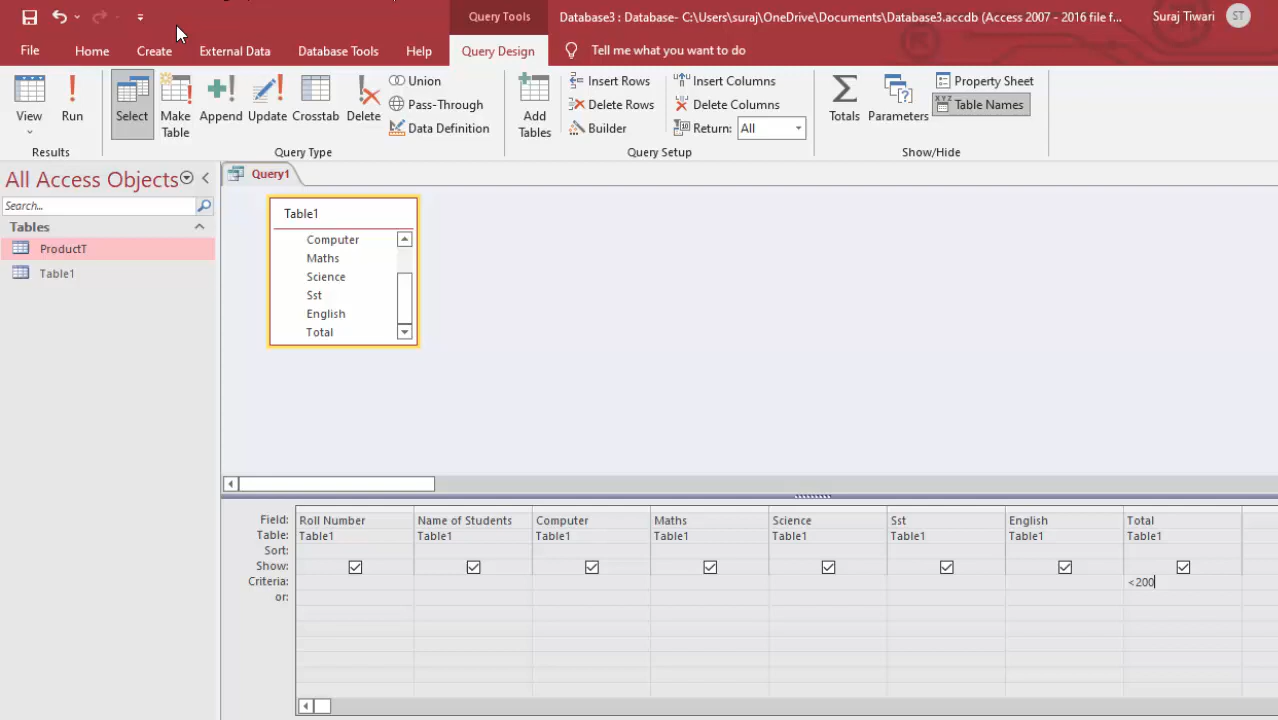 Query Tools
Database3 : Database- C:\Users\suraj\OneDrive\Documents\Database3.accdb (Access 2007 - 2016 file f...
Suraj Tiwari ST
File Home Create External Data Database Tools Help Query Design Tell me what you want to do
View
Run
Results
Select
Make Table
Append
Update
Crosstab
Delete
Union
Pass-Through
Data Definition
Query Type
Add Tables
Insert Rows
Delete Rows
Builder
Insert Columns
Delete Columns
Return: All
Query Setup
Totals
Parameters
Property Sheet
XYZ Table Names
Show/Hide
All Access Objects
Search...
Tables
ProductT
Table1
Query1
Table1
Computer
Maths
Science
Sst
English
Total
Field: Roll Number Name of Students Computer Maths Science Sst English Total
Table: Table1 Table1 Table1 Table1 Table1 Table1 Table1 Table1
Sort:
Show:
Criteria: <200
or: